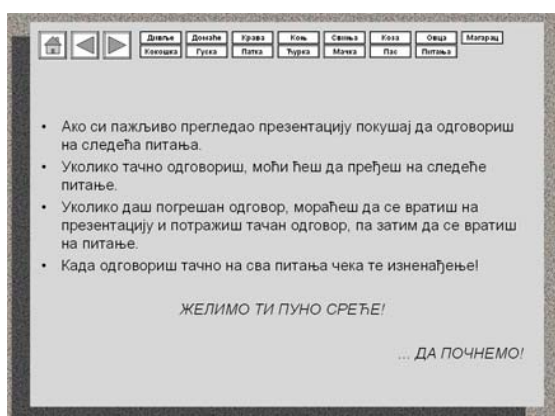 Дивље Домаће Крава Коњ Свиња Коза Овца Магарац
Кокошка Гуска Патка Ћурка Мачка Пас Питања
• Ако си пажљиво прегледао презентацију покушај да одговориш
на следећа питања.
• Уколико тачно одговориш, моћи ћеш да пређеш на следеће
питање.
• Уколико даш погрешан одговор, мораћеш да се вратиш на
презентацију и потражиш тачан одговор, па затим да се вратиш
на питање.
• Када одговориш тачно на сва питања чека те изненађење!
ЖЕЛИМО ТИ ПУНО СРЕЋЕ!
... ДА ПОЧНЕМО!